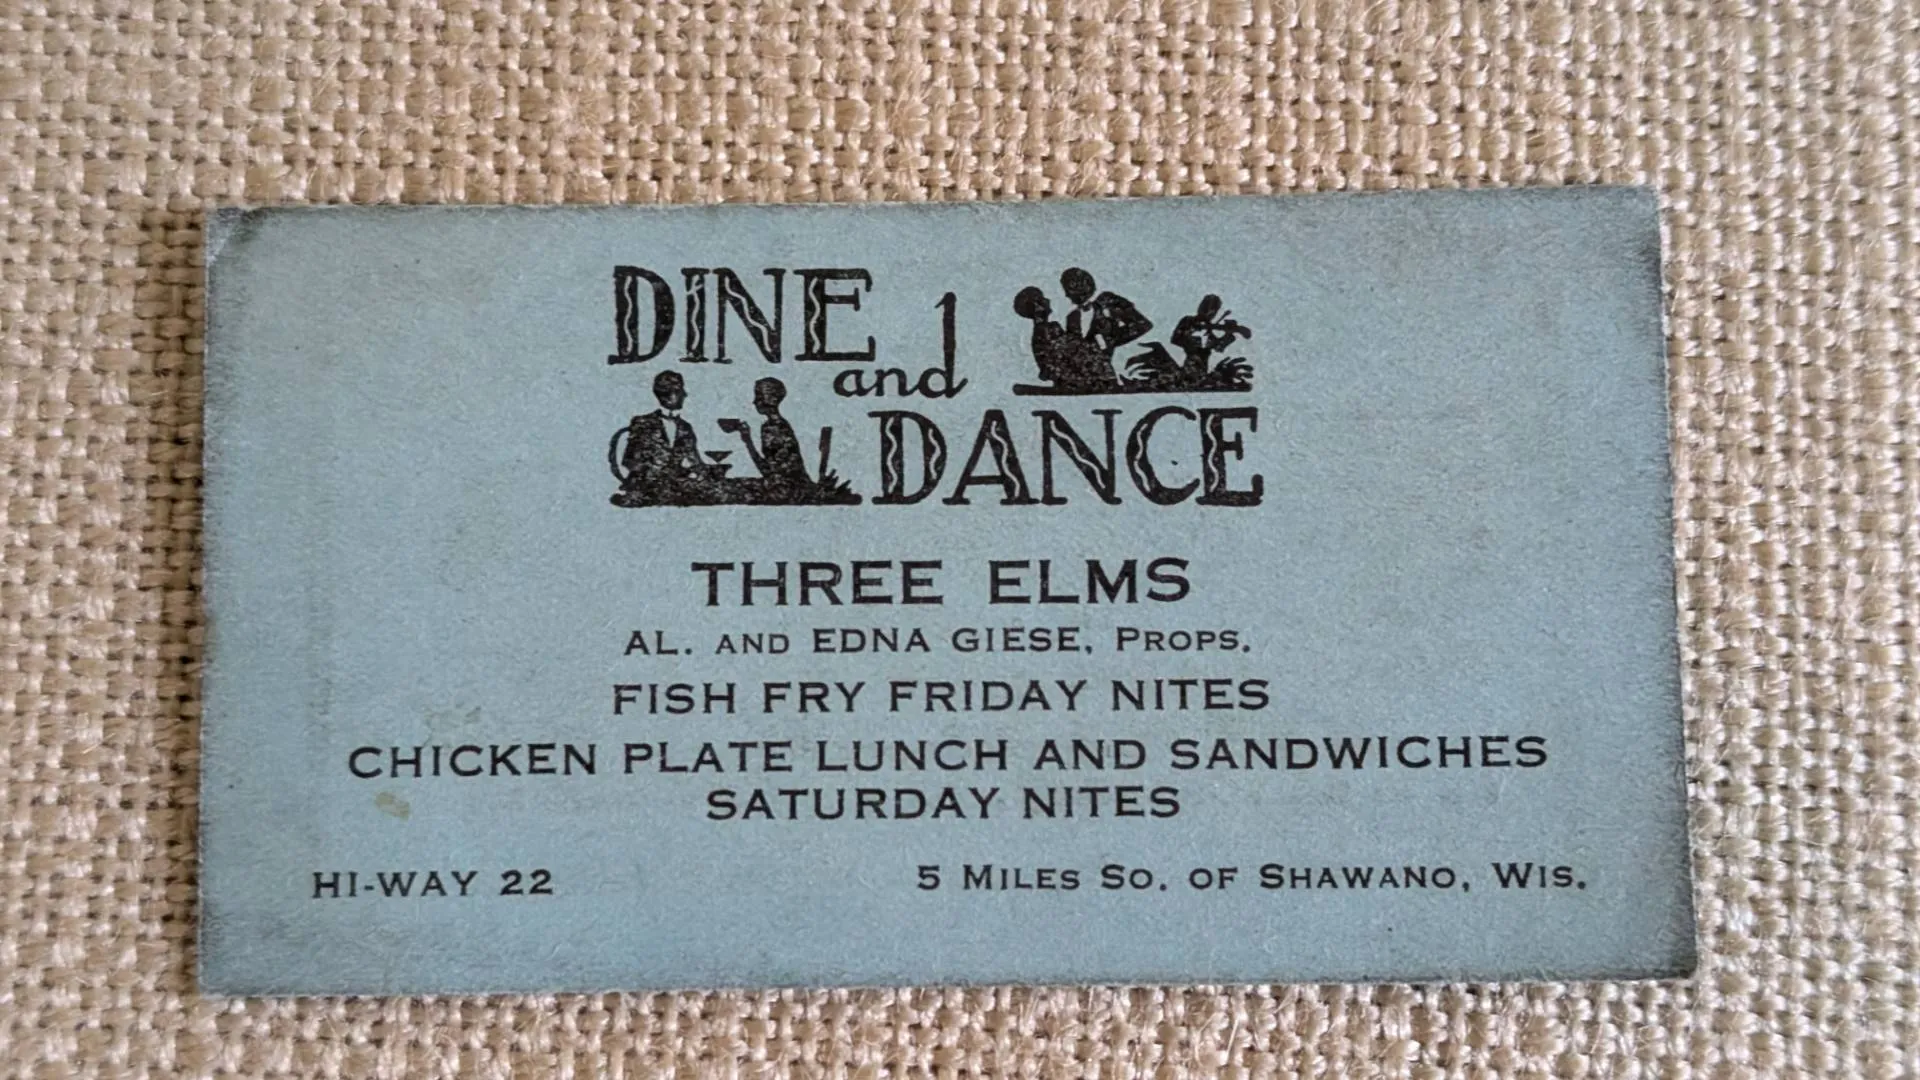 DINE
and
DANCE
THREE ELMS
AL. AND EDNA GIESE, PROPS.
FISH FRY FRIDAY NITES
CHICKEN PLATE LUNCH AND SANDWICHES
SATURDAY NITES
HI-WAY 22
5 MILES SO. OF SHAWANO, WIS.